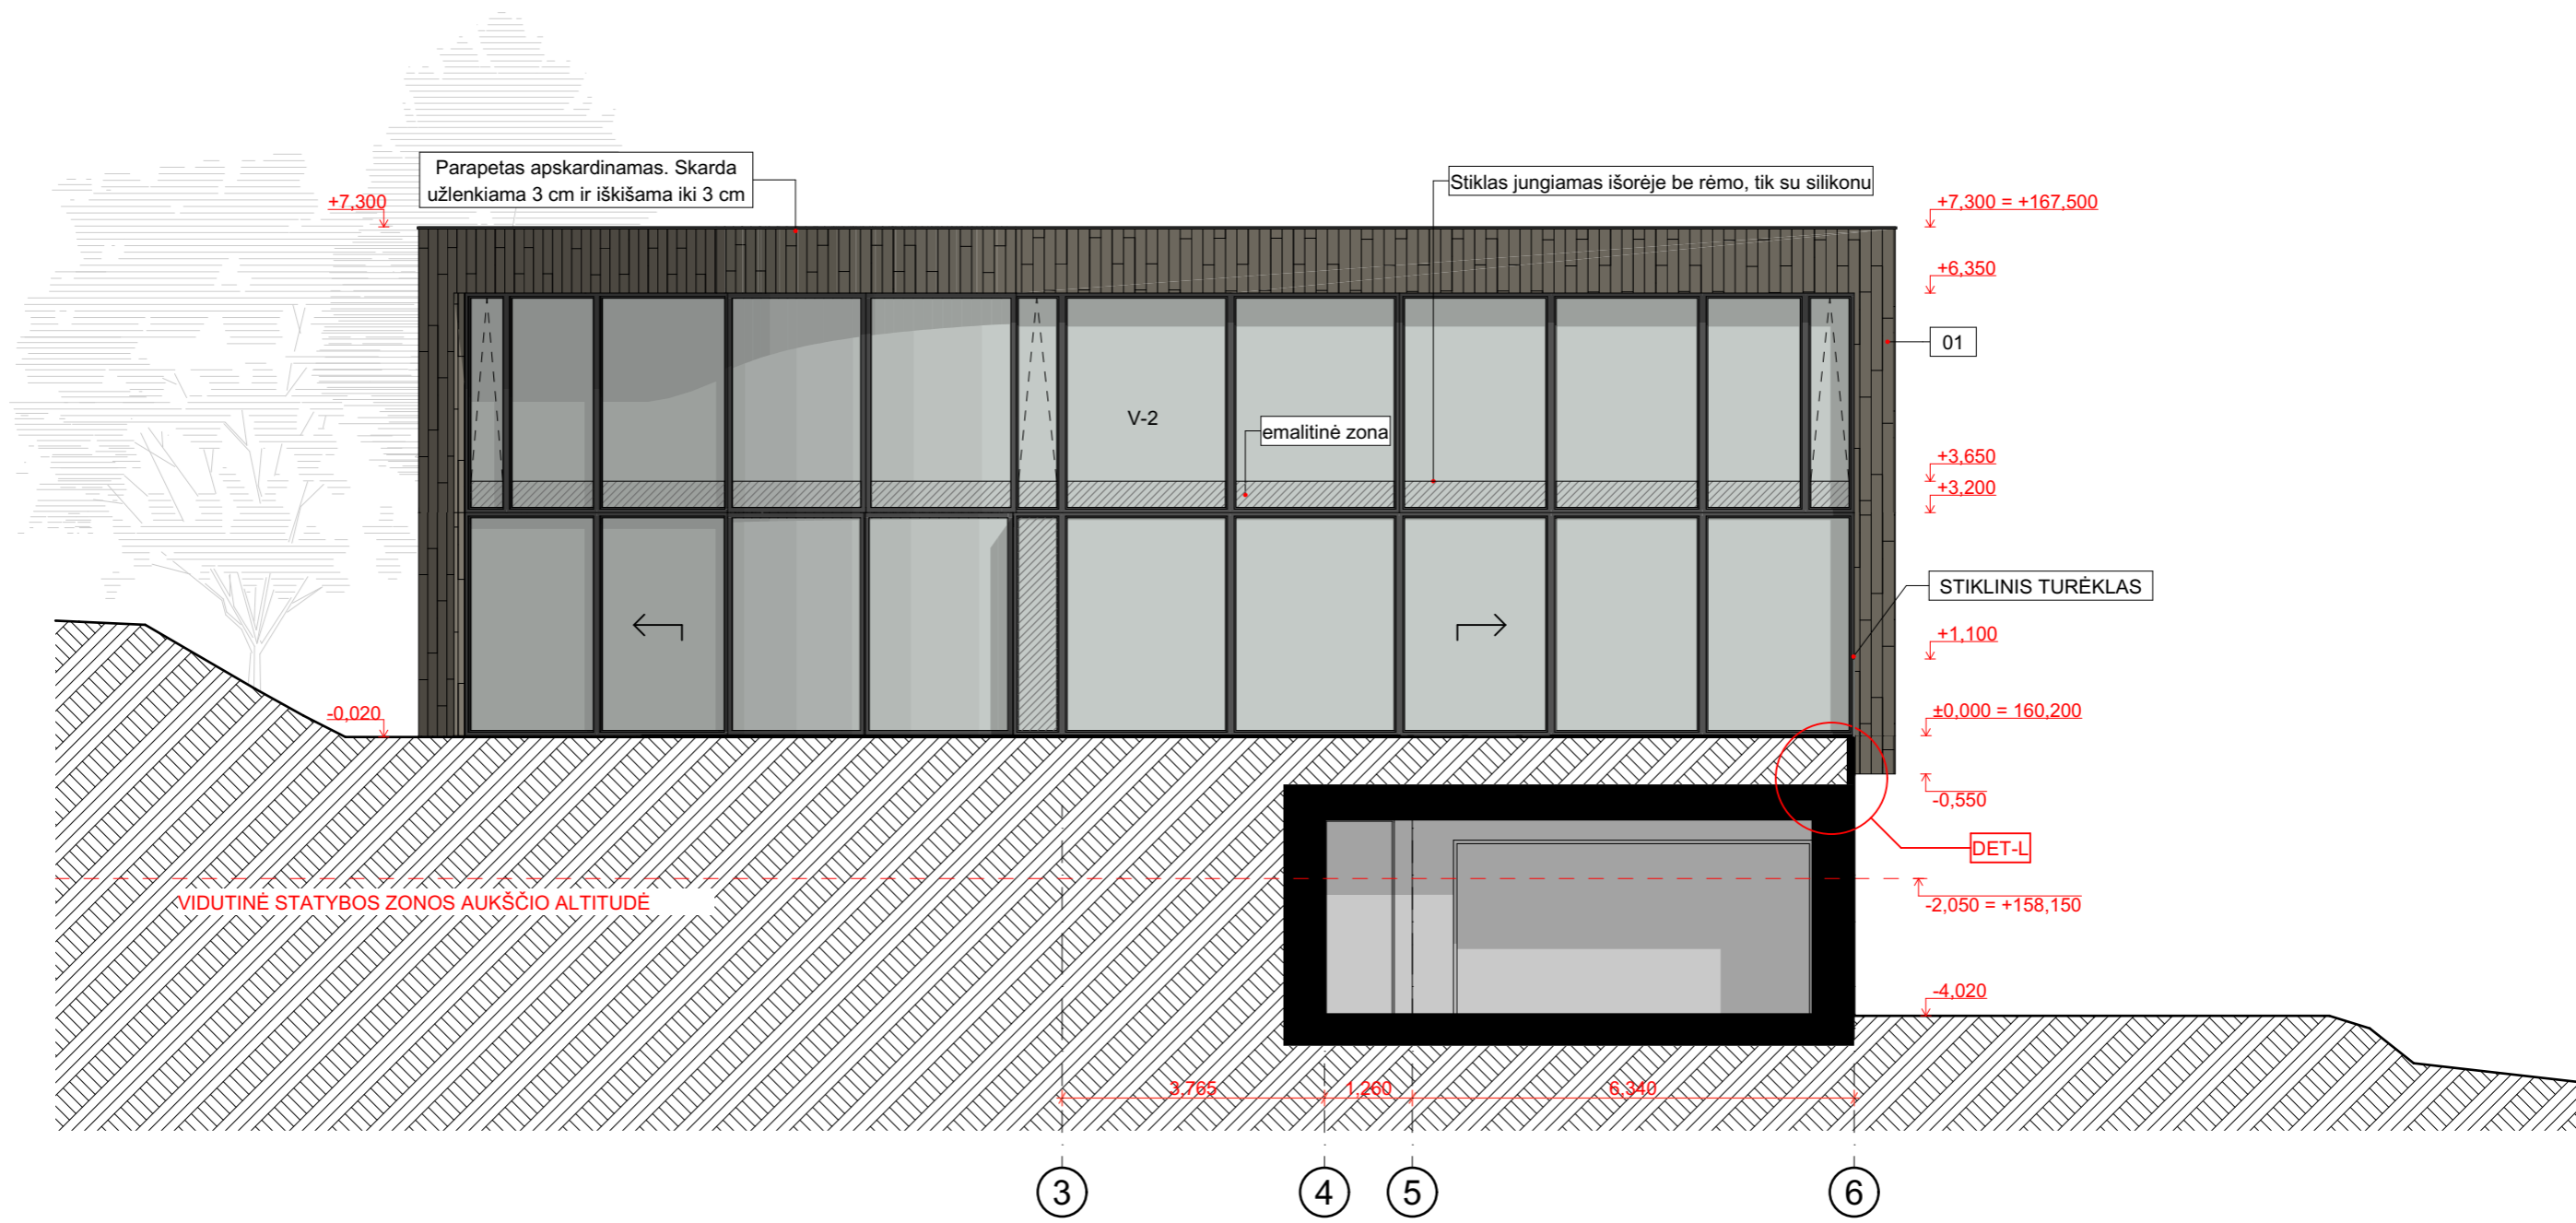 Parapetas apskardinamas. Skarda
užlenkiama 3 cm ir iškišama iki 3 cm
Stiklas jungiamas išorėje be rėmo, tik su silikonu
+7,300
+7,300 = +167,500
+6,350
01
V-2
emalitinė zona
+3,650
+3,200
STIKLINIS TURĖKLAS
+1,100
-0,020
±0,000 = 160,200
-0,550
DET-L
VIDUTINĖ STATYBOS ZONOS AUKŠČIO ALTITUDĖ
-2,050 = +158,150
-4,020
3,765
1,260
6,340
3
4
5
6